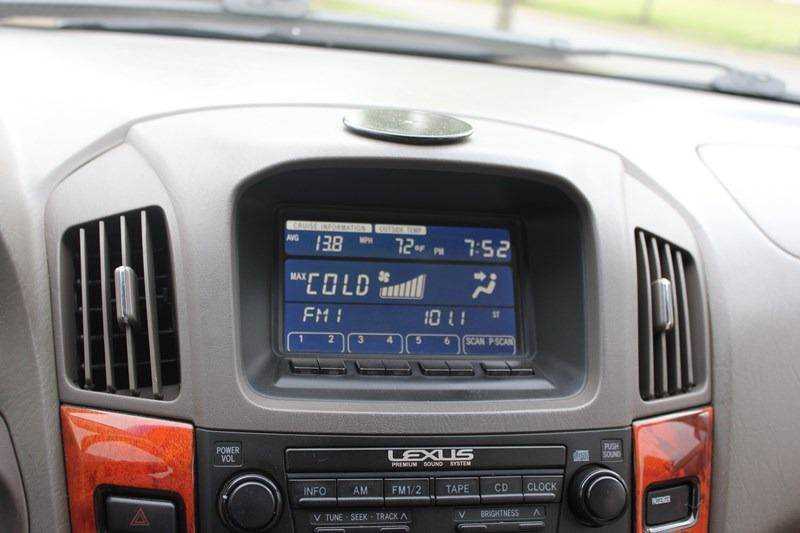 CRUISE INFORMATION OUTSIDE TEMP
AVG 13.8 MPH 72°F PM 7:52
MAX COLD
FM1 101.1 ST
1 2 3 4 5 6 SCAN P·SCAN
POWER
VOL
LEXUS
PREMIUM SOUND SYSTEM
PUSH
SOUND
INFO AM FM1/2 TAPE CD CLOCK
∨ TUNE · SEEK · TRACK ∧
∨ BRIGHTNESS ∧
PASSENGER